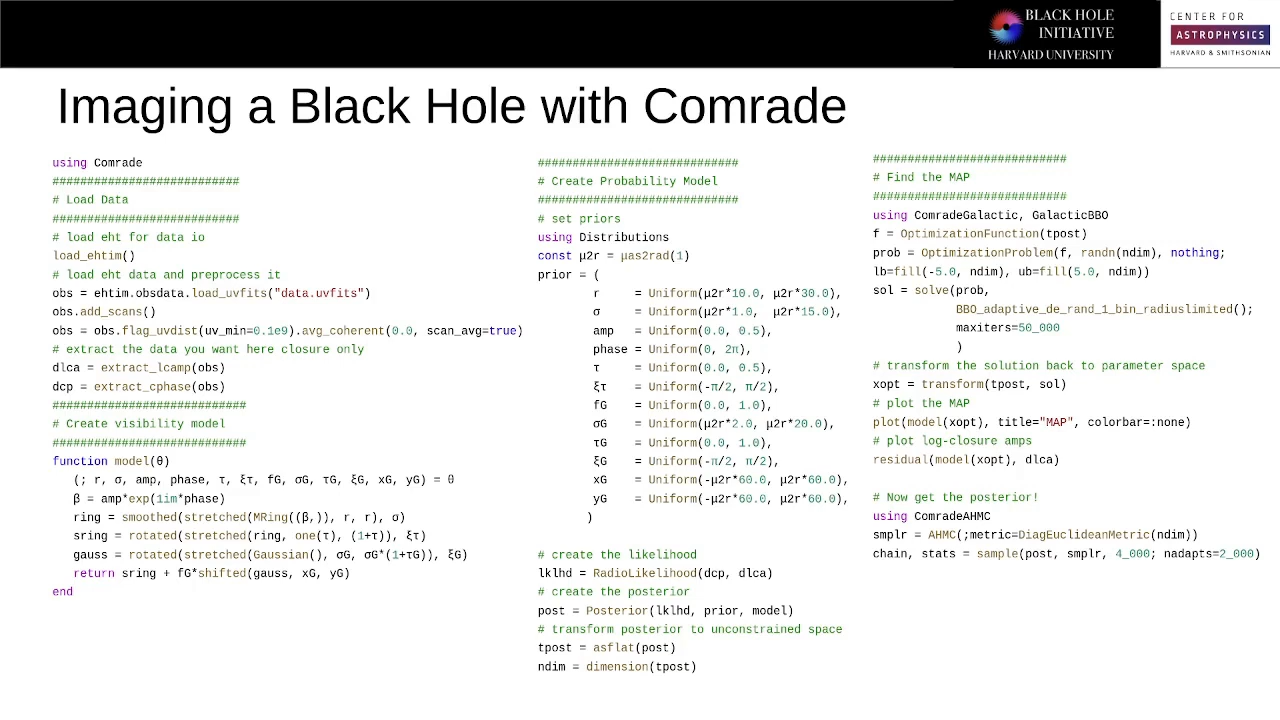 BLACK HOLE
INITIATIVE
HARVARD UNIVERSITY
CENTER FOR
ASTROPHYSICS
HARVARD & SMITHSONIAN
Imaging a Black Hole with Comrade
using Comrade
###########################
# Load Data
###########################
# load eht for data io
load_ehtim()
# load eht data and preprocess it
obs = ehtim.obsdata.load_uvfits("data.uvfits")
obs.add_scans()
obs = obs.flag_uvdist(uv_min=0.1e9).avg_coherent(0.0, scan_avg=true)
# extract the data you want here closure only
dlca = extract_lcamp(obs)
dcp = extract_cphase(obs)
############################
# Create visibility model
############################
function model(θ)
   (; r, σ, amp, phase, τ, ξτ, fG, σG, τG, ξG, xG, yG) = θ
   β = amp*exp(1im*phase)
   ring = smoothed(stretched(MRing((β,)), r, r), σ)
   sring = rotated(stretched(ring, one(τ), (1+τ)), ξτ)
   gauss = rotated(stretched(Gaussian(), σG, σG*(1+τG)), ξG)
   return sring + fG*shifted(gauss, xG, yG)
end
#############################
# Create Probability Model
#############################
# set priors
using Distributions
const μ2r = μas2rad(1)
prior = (
        r     = Uniform(μ2r*10.0, μ2r*30.0),
        σ     = Uniform(μ2r*1.0,  μ2r*15.0),
        amp   = Uniform(0.0, 0.5),
        phase = Uniform(0, 2π),
        τ     = Uniform(0.0, 0.5),
        ξτ    = Uniform(-π/2, π/2),
        fG    = Uniform(0.0, 1.0),
        σG    = Uniform(μ2r*2.0, μ2r*20.0),
        τG    = Uniform(0.0, 1.0),
        ξG    = Uniform(-π/2, π/2),
        xG    = Uniform(-μ2r*60.0, μ2r*60.0),
        yG    = Uniform(-μ2r*60.0, μ2r*60.0),
       )
# create the likelihood
lklhd = RadioLikelihood(dcp, dlca)
# create the posterior
post = Posterior(lklhd, prior, model)
# transform posterior to unconstrained space
tpost = asflat(post)
ndim = dimension(tpost)
############################
# Find the MAP
############################
using ComradeGalactic, GalacticBBO
f = OptimizationFunction(tpost)
prob = OptimizationProblem(f, randn(ndim), nothing;
lb=fill(-5.0, ndim), ub=fill(5.0, ndim))
sol = solve(prob,
            BBO_adaptive_de_rand_1_bin_radiuslimited();
            maxiters=50_000
            )
# transform the solution back to parameter space
xopt = transform(tpost, sol)
# plot the MAP
plot(model(xopt), title="MAP", colorbar=:none)
# plot log-closure amps
residual(model(xopt), dlca)
# Now get the posterior!
using ComradeAHMC
smplr = AHMC(;metric=DiagEuclideanMetric(ndim))
chain, stats = sample(post, smplr, 4_000; nadapts=2_000)